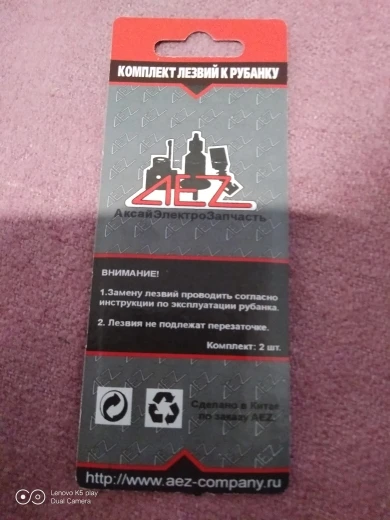 КОМПЛЕКТ ЛЕЗВИЙ К РУБАНКУ
AEZ
АксайЭлектроЗапчасть
ВНИМАНИЕ!
1.Замену лезвий проводить согласно
инструкции по эксплуатации рубанка.
2. Лезвия не подлежат перезаточке.
Комплект: 2 шт.
Сделано в Китае
по заказу AEZ.
http://www.aez-company.ru
Lenovo K5 play
Dual Camera